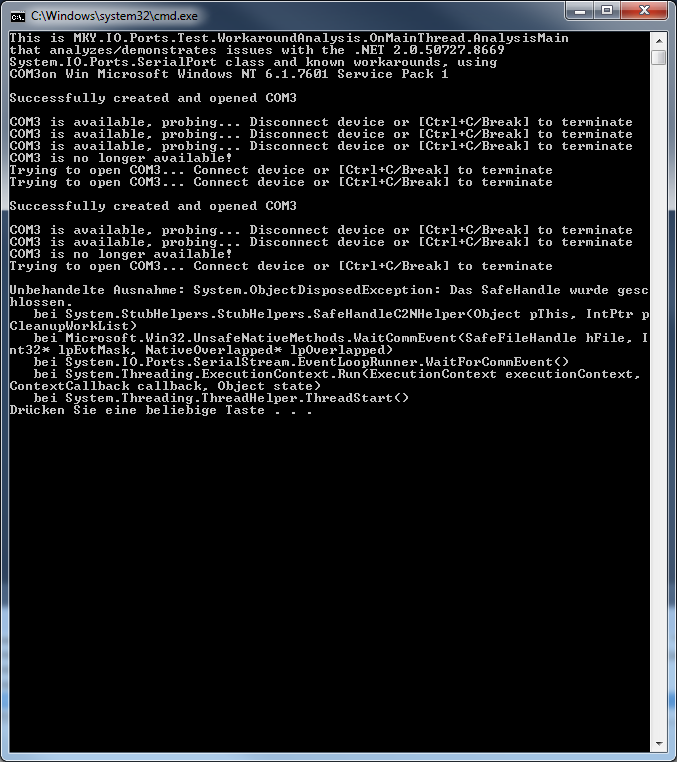 C:\Windows\system32\cmd.exe
This is MKY.IO.Ports.Test.WorkaroundAnalysis.OnMainThread.AnalysisMain
that analyzes/demonstrates issues with the .NET 2.0.50727.8669
System.IO.Ports.SerialPort class and known workarounds, using
COM3on Win Microsoft Windows NT 6.1.7601 Service Pack 1
Successfully created and opened COM3
COM3 is available, probing... Disconnect device or [Ctrl+C/Break] to terminate
COM3 is available, probing... Disconnect device or [Ctrl+C/Break] to terminate
COM3 is available, probing... Disconnect device or [Ctrl+C/Break] to terminate
COM3 is no longer available!
Trying to open COM3... Connect device or [Ctrl+C/Break] to terminate
Trying to open COM3... Connect device or [Ctrl+C/Break] to terminate
Successfully created and opened COM3
COM3 is available, probing... Disconnect device or [Ctrl+C/Break] to terminate
COM3 is available, probing... Disconnect device or [Ctrl+C/Break] to terminate
COM3 is no longer available!
Trying to open COM3... Connect device or [Ctrl+C/Break] to terminate
Unbehandelte Ausnahme: System.ObjectDisposedException: Das SafeHandle wurde gesc
hlossen.
   bei System.StubHelpers.StubHelpers.SafeHandleC2NHelper(Object pThis, IntPtr p
CleanupWorkList)
   bei Microsoft.Win32.UnsafeNativeMethods.WaitCommEvent(SafeFileHandle hFile, I
nt32* lpEvtMask, NativeOverlapped* lpOverlapped)
   bei System.IO.Ports.SerialStream.EventLoopRunner.WaitForCommEvent()
   bei System.Threading.ExecutionContext.Run(ExecutionContext executionContext,
ContextCallback callback, Object state)
   bei System.Threading.ThreadHelper.ThreadStart()
Drücken Sie eine beliebige Taste . . .